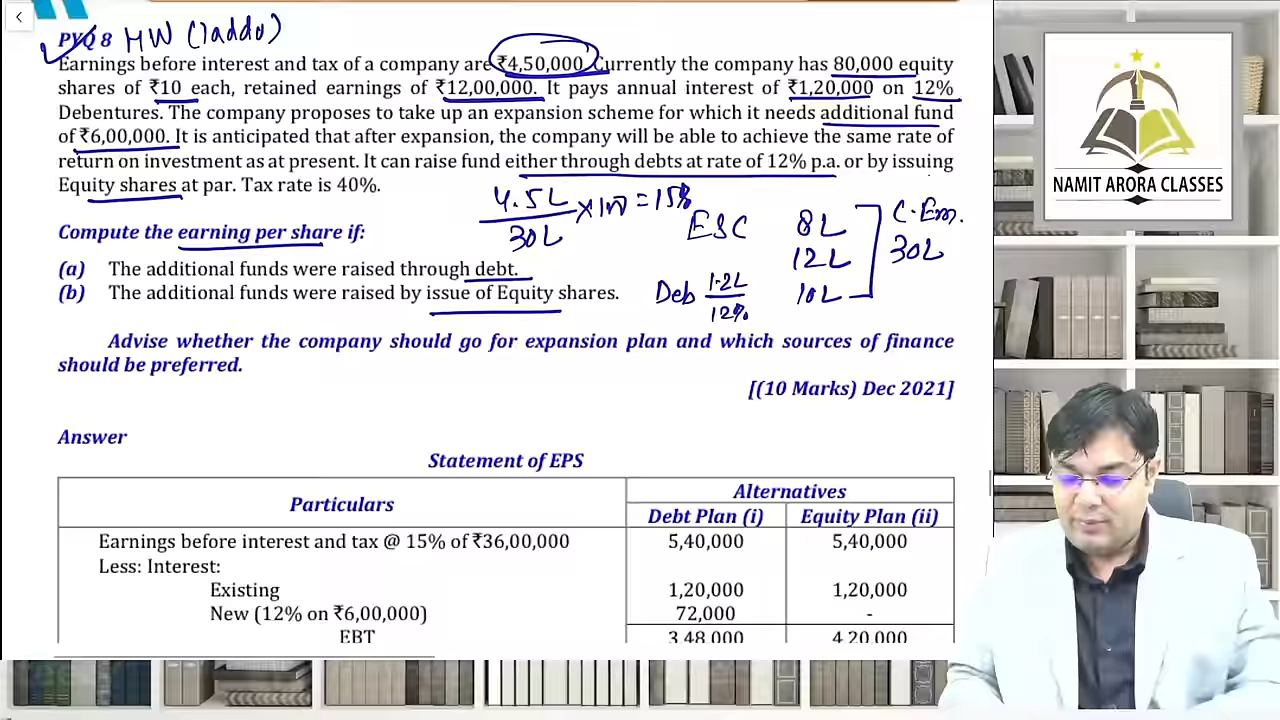 PYQ 8 HW (laddu)
Earnings before interest and tax of a company are ₹4,50,000. Currently the company has 80,000 equity
shares of ₹10 each, retained earnings of ₹12,00,000. It pays annual interest of ₹1,20,000 on 12%
Debentures. The company proposes to take up an expansion scheme for which it needs additional fund
of ₹6,00,000. It is anticipated that after expansion, the company will be able to achieve the same rate of
return on investment as at present. It can raise fund either through debts at rate of 12% p.a. or by issuing
Equity shares at par. Tax rate is 40%.
4.5L
30L
×100 = 15%
ESC 8L
12L
Deb 1.2L
12%
10L
C.Em.
30L
Compute the earning per share if:
(a) The additional funds were raised through debt.
(b) The additional funds were raised by issue of Equity shares.
Advise whether the company should go for expansion plan and which sources of finance
should be preferred.
[(10 Marks) Dec 2021]
Answer
Statement of EPS
Particulars Alternatives
Debt Plan (i) Equity Plan (ii)
Earnings before interest and tax @ 15% of ₹36,00,000 5,40,000 5,40,000
Less: Interest:
Existing 1,20,000 1,20,000
New (12% on ₹6,00,000) 72,000 -
EBT 3,48,000 4,20,000
NAMIT ARORA CLASSES